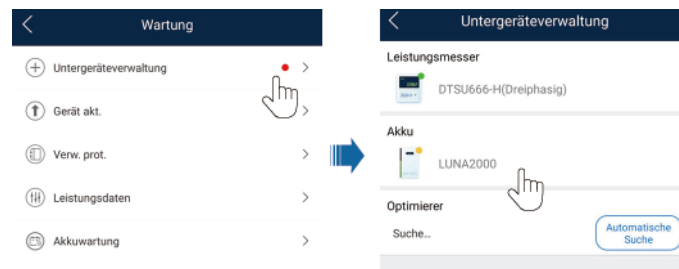 Wartung
Untergeräteverwaltung
Gerät akt.
Verw. prot.
Leistungsdaten
Akkuwartung
Untergeräteverwaltung
Leistungsmesser
DTSU666-H(Dreiphasig)
Akku
LUNA2000
Optimierer
Suche...
Automatische
Suche